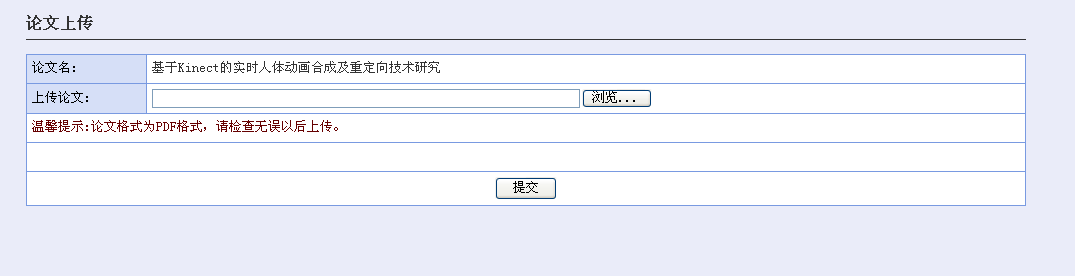 论文上传
论文名: 基于Kinect的实时人体动画合成及重定向技术研究
上传论文: 浏览...
温馨提示:论文格式为PDF格式，请检查无误以后上传。
提交